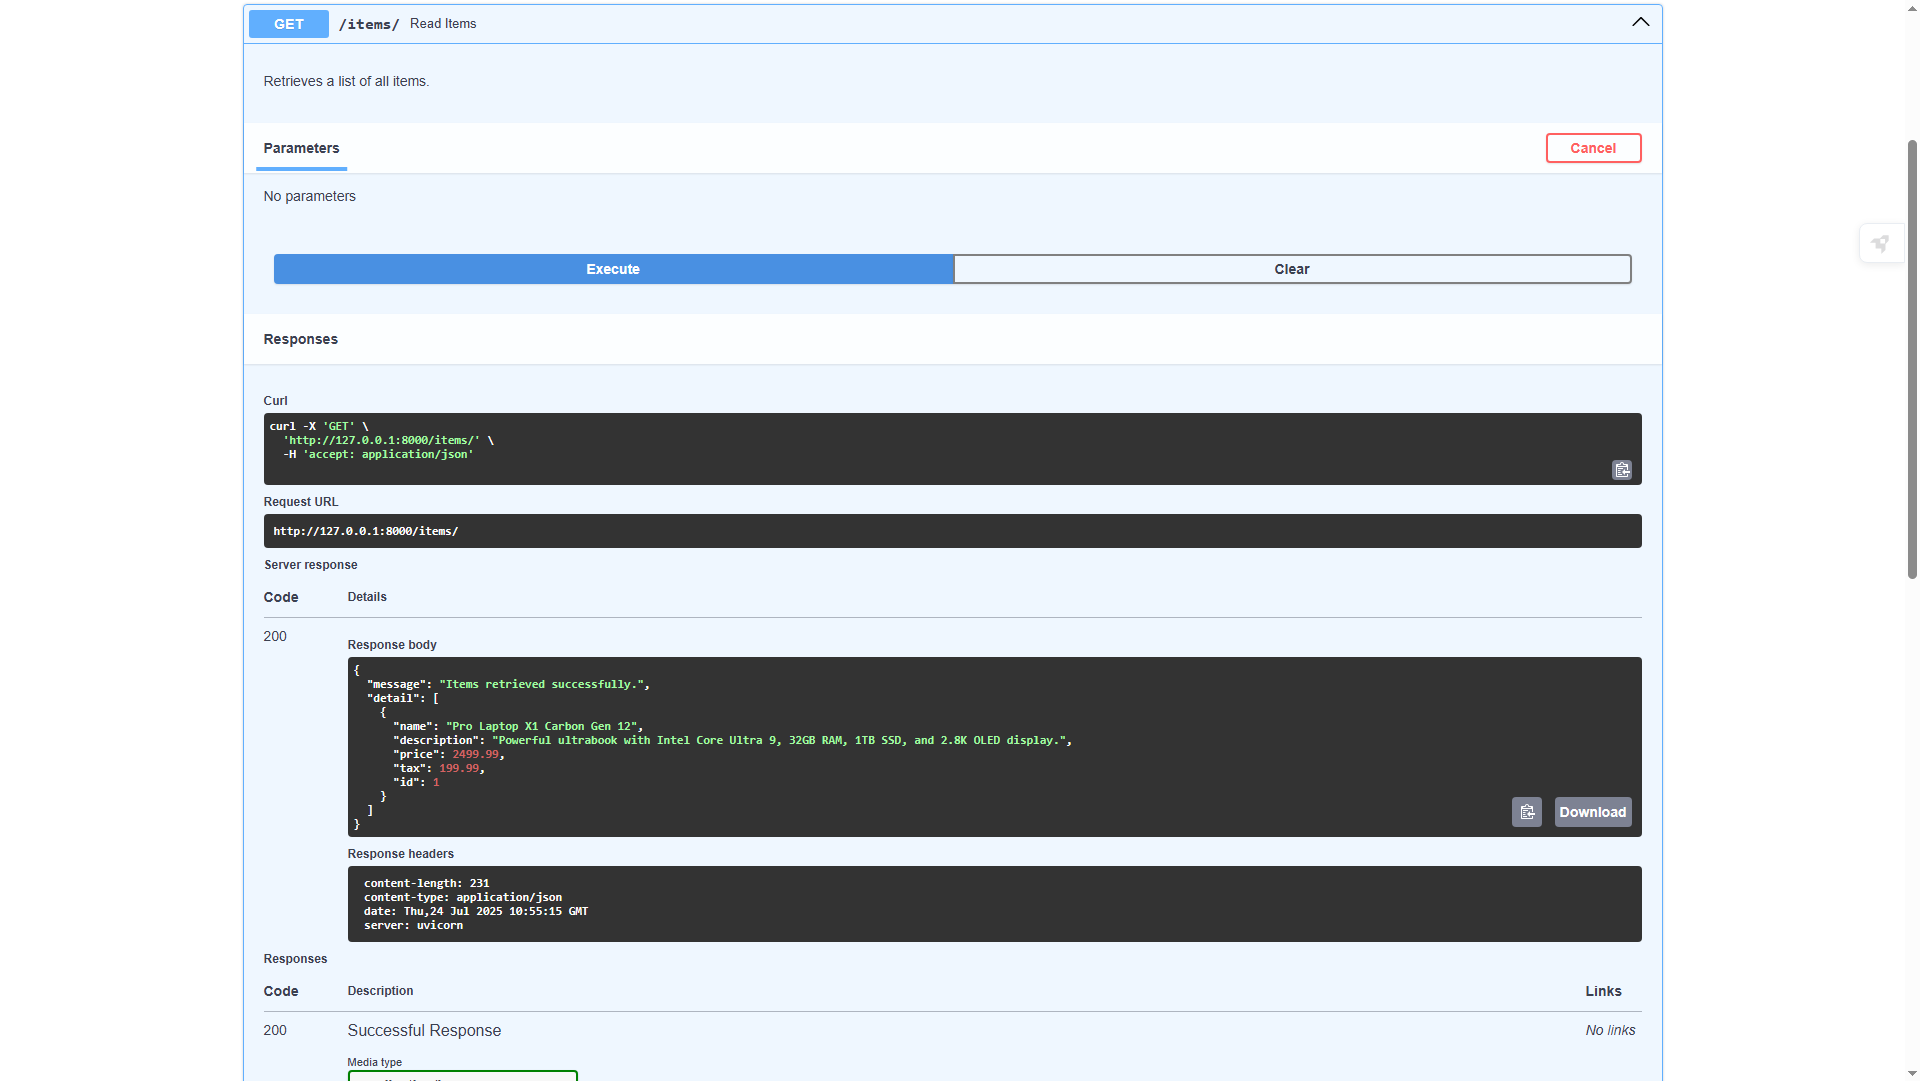 GET /items/ Read Items
Retrieves a list of all items.
Parameters Cancel
No parameters
Execute Clear
Responses
Curl
curl -X 'GET' \
  'http://127.0.0.1:8000/items/' \
  -H 'accept: application/json'
Request URL
http://127.0.0.1:8000/items/
Server response
Code Details
200
Response body
{
  "message": "Items retrieved successfully.",
  "detail": [
    {
      "name": "Pro Laptop X1 Carbon Gen 12",
      "description": "Powerful ultrabook with Intel Core Ultra 9, 32GB RAM, 1TB SSD, and 2.8K OLED display.",
      "price": 2499.99,
      "tax": 199.99,
      "id": 1
    }
  ]
}
Download
Response headers
content-length: 231
content-type: application/json
date: Thu,24 Jul 2025 10:55:15 GMT
server: uvicorn
Responses
Code Description Links
200 Successful Response No links
Media type